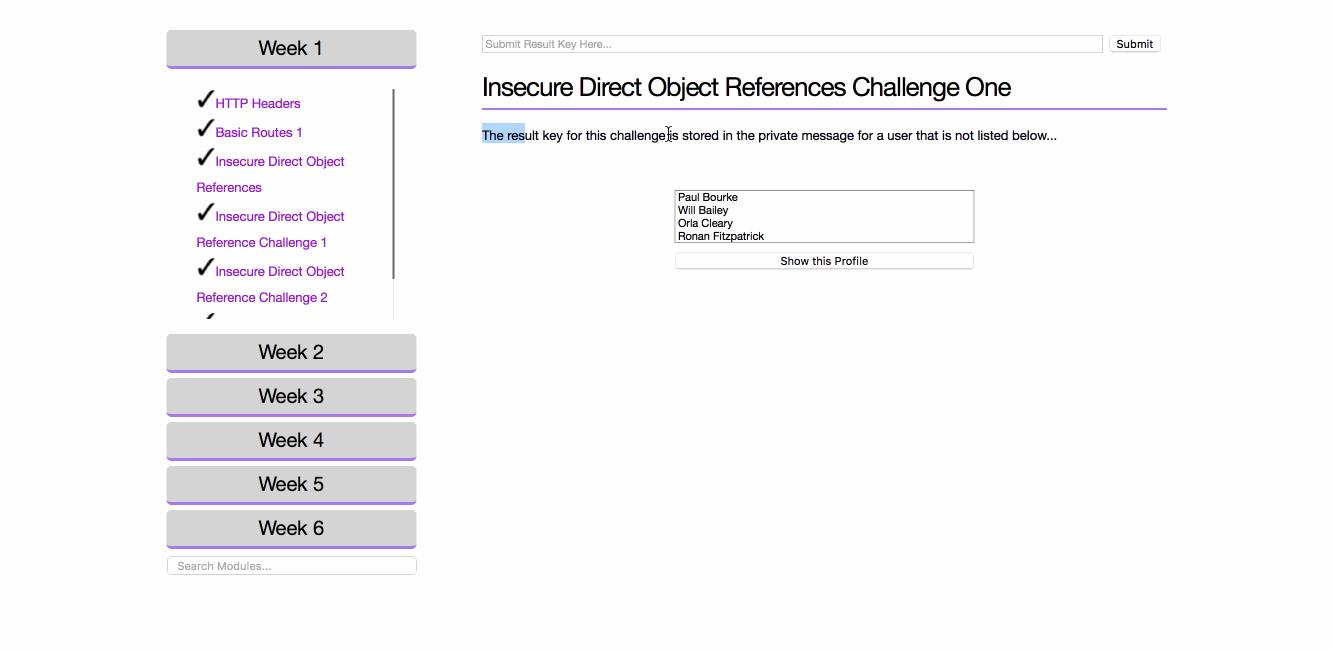 Week 1
✓HTTP Headers
✓Basic Routes 1
✓Insecure Direct Object
References
✓Insecure Direct Object
Reference Challenge 1
✓Insecure Direct Object
Reference Challenge 2
Week 2
Week 3
Week 4
Week 5
Week 6
Search Modules...
Submit Result Key Here...
Submit
Insecure Direct Object References Challenge One
The result key for this challenge is stored in the private message for a user that is not listed below...
Paul Bourke
Will Bailey
Orla Cleary
Ronan Fitzpatrick
Show this Profile